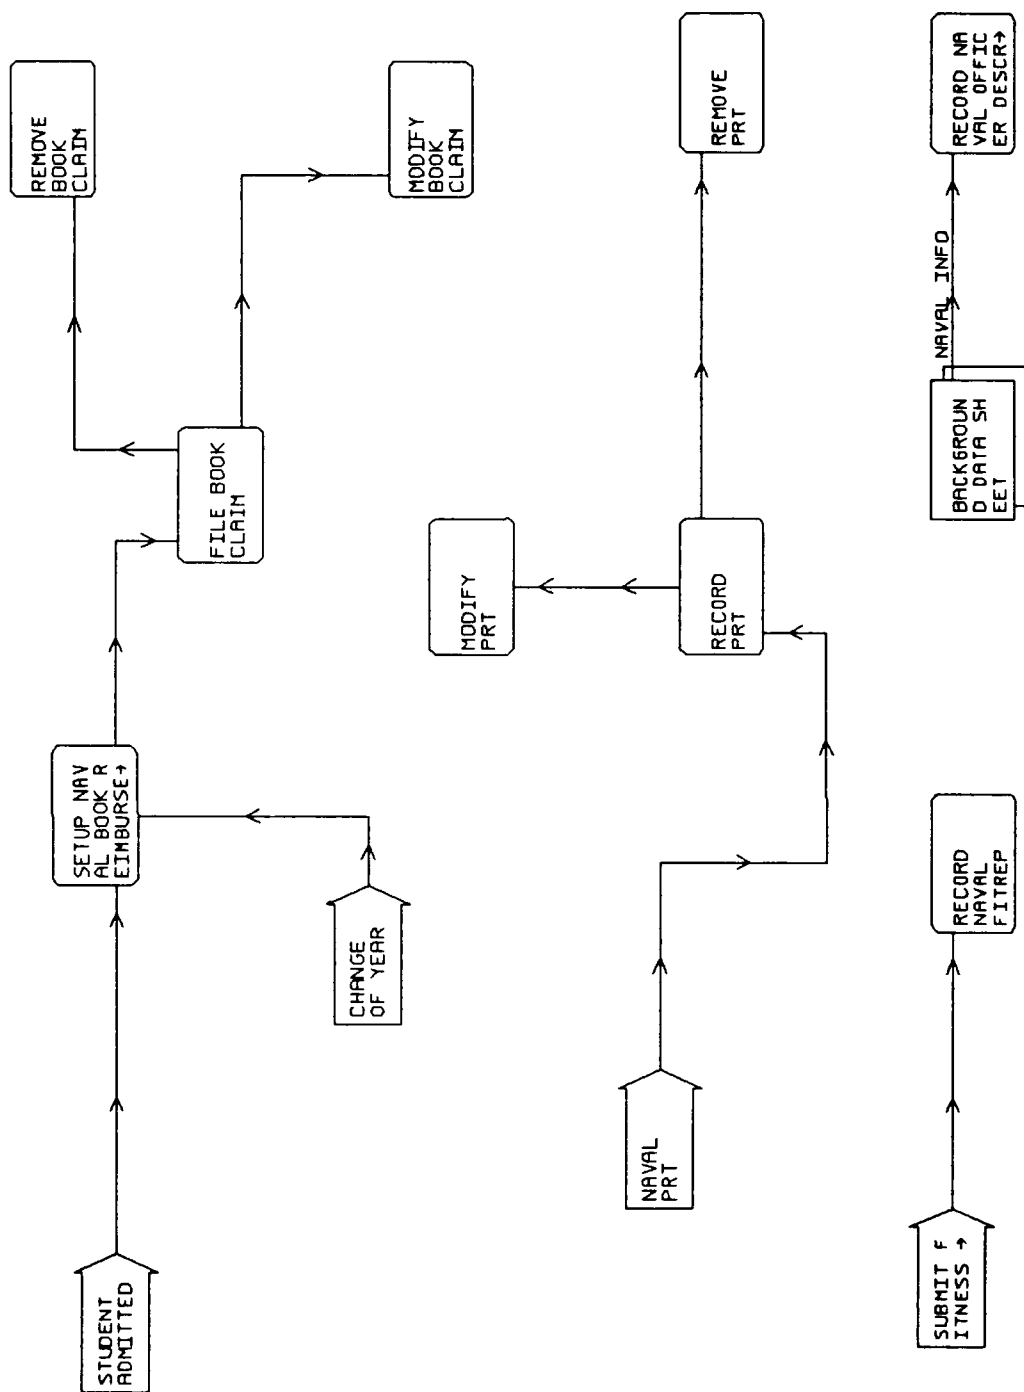 STUDENT
ADMITTED
SETUP NAV
AL BOOK R
EIMBURSE→
CHANGE
OF YEAR
FILE BOOK
CLAIM
REMOVE
BOOK
CLAIM
MODIFY
BOOK
CLAIM
NAVAL
PRT
RECORD
PRT
MODIFY
PRT
REMOVE
PRT
SUBMIT F
ITNESS →
RECORD
NAVAL
FITREP
BACKGROUN
D DATA SH
EET
NAVAL INFO
RECORD NA
VAL OFFIC
ER DESCR→